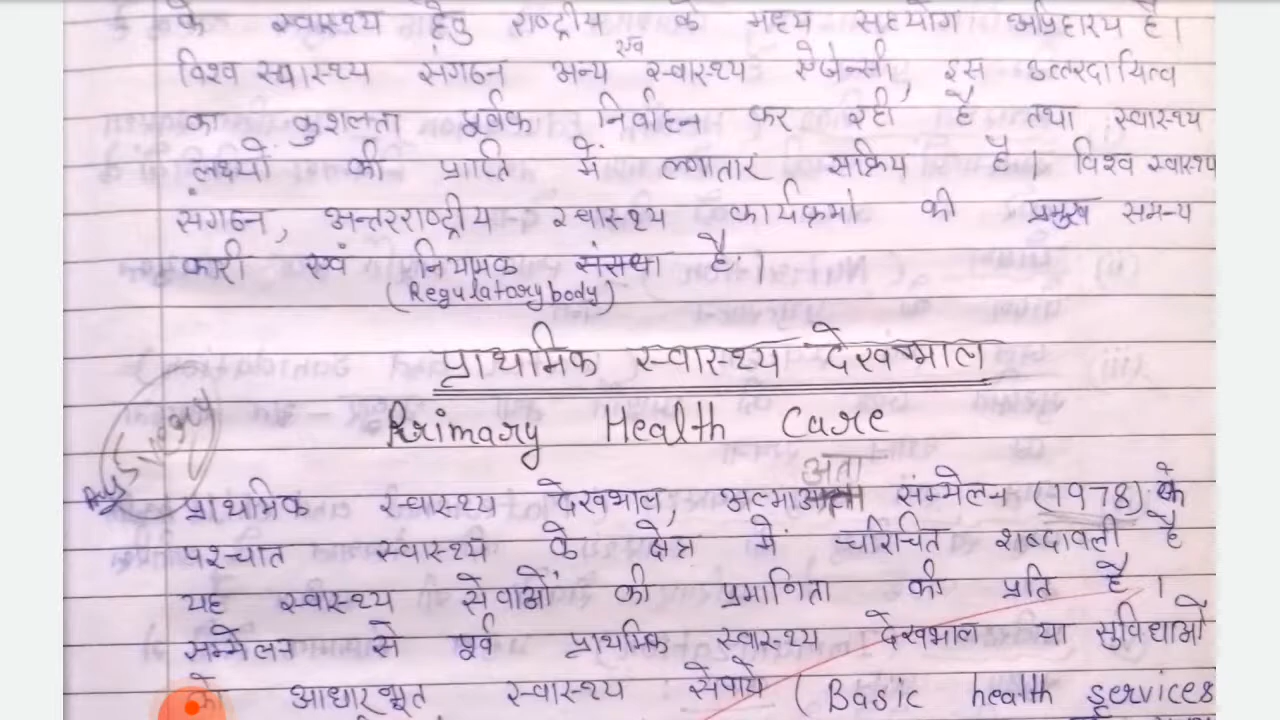 के स्वास्थ्य हेतु राष्ट्रीय के मध्य सहयोग अपरिहार्य है।
विश्व स्वास्थ्य संगठन अन्य एवं स्वास्थ्य ऐजेन्सी, इस उत्तरदायित्व
का कुशलता पूर्वक निर्वाहन कर रही है तथा स्वास्थ्य
लक्ष्यों की प्राप्ति में लगातार सक्रिय है। विश्व स्वास्थ्य
संगठन, अन्तरराष्ट्रीय स्वास्थ्य कार्यक्रमों की प्रमुख समन्य
कारी एवं नियामक संस्था है।
(Regulatory body)
प्राथमिक स्वास्थ्य देखभाल
Primary Health Care
प्राथमिक स्वास्थ्य देखभाल, अल्माअता सम्मेलन (1978) के
पश्चात स्वास्थ्य के क्षेत्र में चर्चित शब्दावली है
यह स्वास्थ्य सेवाओं की प्रमाणिता की प्रति है।
सम्मेलन से पूर्व प्राथमिक स्वास्थ्य देखभाल या सुविधाओं
को आधारभूत स्वास्थ्य सेवायें (Basic health services